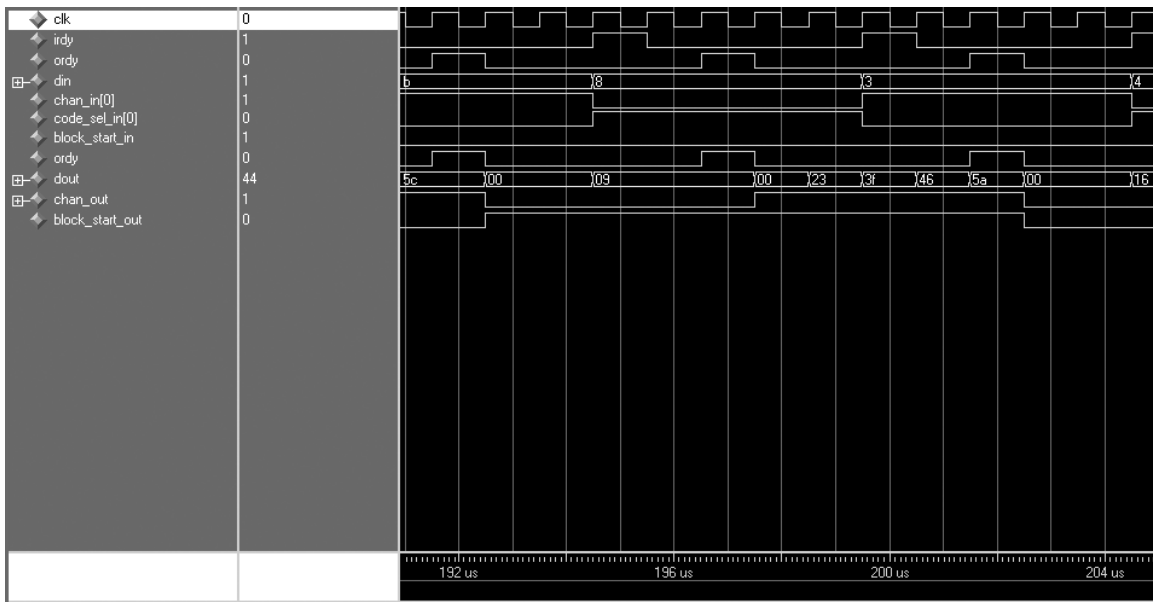 clk 0
irdy 1
ordy 0
din 1 b 8 3 4
chan_in[0] 1
code_sel_in[0] 0
block_start_in 1
ordy 0
dout 44 5c 00 09 00 23 3f 46 5a 00 16
chan_out 1
block_start_out 0
192 us 196 us 200 us 204 us